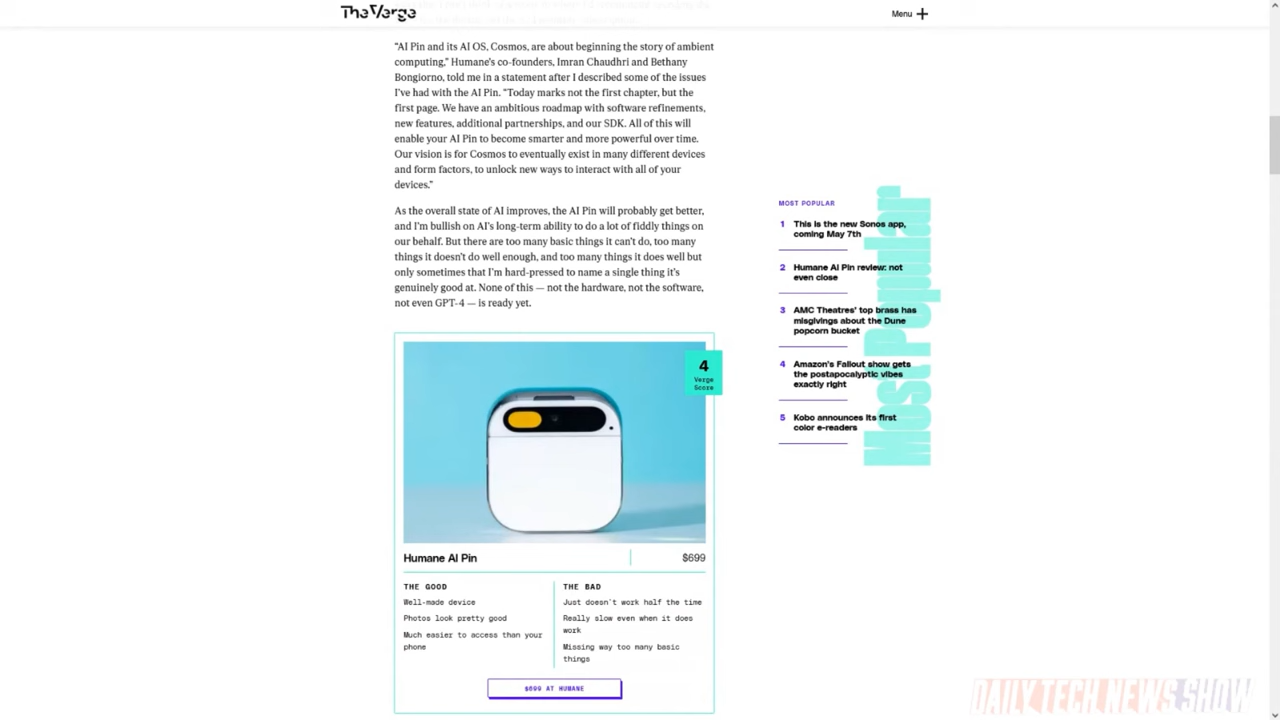 The Verge
Menu
“AI Pin and its AI OS, Cosmos, are about beginning the story of ambient
computing,” Humane’s co-founders, Imran Chaudhri and Bethany
Bongiorno, told me in a statement after I described some of the issues
I’ve had with the AI Pin. “Today marks not the first chapter, but the
first page. We have an ambitious roadmap with software refinements,
new features, additional partnerships, and our SDK. All of this will
enable your AI Pin to become smarter and more powerful over time.
Our vision is for Cosmos to eventually exist in many different devices
and form factors, to unlock new ways to interact with all of your
devices.”
As the overall state of AI improves, the AI Pin will probably get better,
and I’m bullish on AI’s long-term ability to do a lot of fiddly things on
our behalf. But there are too many basic things it can’t do, too many
things it doesn’t do well enough, and too many things it does well but
only sometimes that I’m hard-pressed to name a single thing it’s
genuinely good at. None of this — not the hardware, not the software,
not even GPT-4 — is ready yet.
4
Verge
Score
Humane AI Pin
$699
THE GOOD
Well-made device
Photos look pretty good
Much easier to access than your
phone
THE BAD
Just doesn't work half the time
Really slow even when it does
work
Missing way too many basic
things
$699 AT HUMANE
MOST POPULAR
Most Popular
1 This is the new Sonos app,
coming May 7th
2 Humane AI Pin review: not
even close
3 AMC Theatres’ top brass has
misgivings about the Dune
popcorn bucket
4 Amazon’s Fallout show gets
the postapocalyptic vibes
exactly right
5 Kobo announces its first
color e-readers
DAILY TECH NEWS SHOW